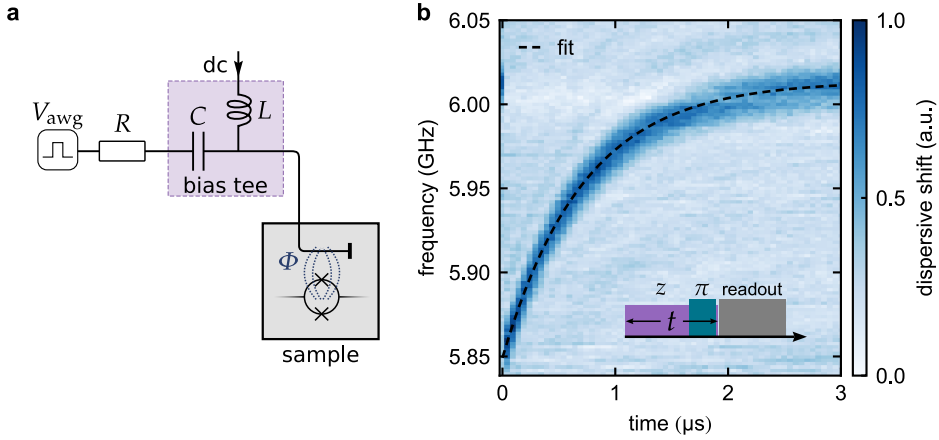 a
dc
V_awg
R
C
L
bias tee
Φ
sample
b
6.05
6.00
5.95
5.90
5.85
frequency (GHz)
fit
z
π
readout
t
0
1
2
3
time (µs)
1.0
0.5
0.0
dispersive shift (a.u.)